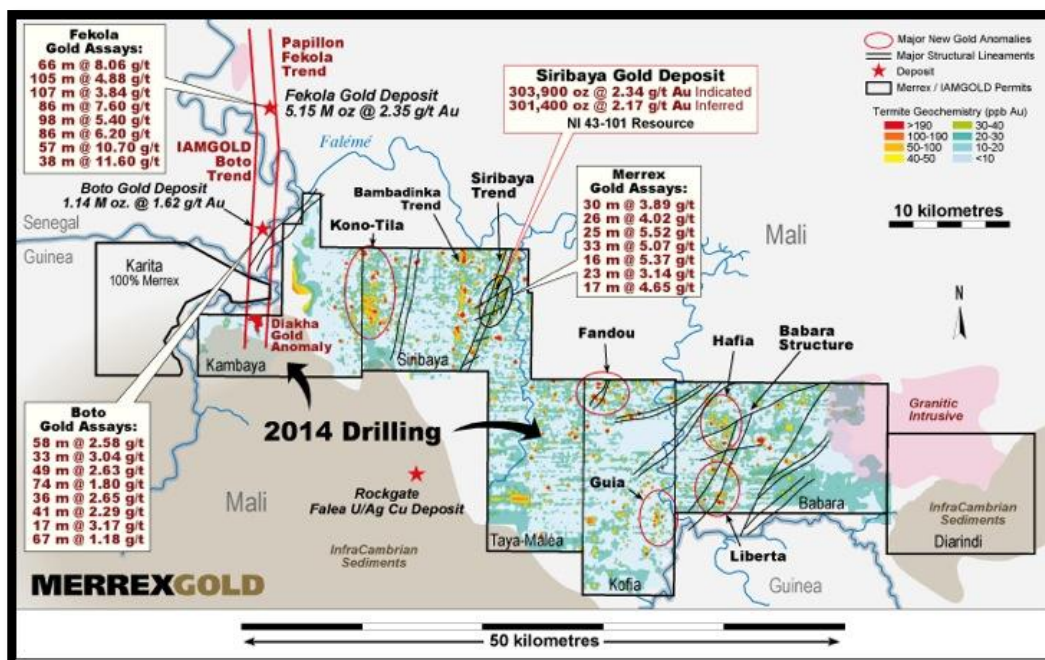 Fekola
Gold Assays:
66 m @ 8.06 g/t
105 m @ 4.88 g/t
107 m @ 3.84 g/t
86 m @ 7.60 g/t
98 m @ 5.40 g/t
86 m @ 6.20 g/t
57 m @ 10.70 g/t
38 m @ 11.60 g/t
Papillon
Fekola
Trend
Fekola Gold Deposit
5.15 M oz @ 2.35 g/t Au
IAMGOLD
Boto
Trend
Boto Gold Deposit
1.14 M oz. @ 1.62 g/t Au
Falémé
Siribaya Gold Deposit
303,900 oz @ 2.34 g/t Au Indicated
301,400 oz @ 2.17 g/t Au Inferred
NI 43-101 Resource
Major New Gold Anomalies
Major Structural Lineaments
Deposit
Merrex / IAMGOLD Permits
Termite Geochemistry (ppb Au)
>190
100-190
50-100
40-50
30-40
20-30
10-20
<10
10 kilometres
N
Siribaya
Trend
Bambadinka
Trend
Kono-Tila
Merrex
Gold Assays:
30 m @ 3.89 g/t
26 m @ 4.02 g/t
25 m @ 5.52 g/t
33 m @ 5.07 g/t
16 m @ 5.37 g/t
23 m @ 3.14 g/t
17 m @ 4.65 g/t
Mali
Senegal
Guinea
Karita
100% Merrex
Diakha
Gold
Anomaly
Kambaya
Siribaya
Fandou
Hafia
Babara
Structure
2014 Drilling
Granitic
Intrusive
Boto
Gold Assays:
58 m @ 2.58 g/t
33 m @ 3.04 g/t
49 m @ 2.63 g/t
74 m @ 1.80 g/t
36 m @ 2.65 g/t
41 m @ 2.29 g/t
17 m @ 3.17 g/t
67 m @ 1.18 g/t
Mali
Rockgate
Falea U/Ag Cu Deposit
InfraCambrian
Sediments
Guia
Taya-Malea
Kofia
Liberta
Babara
Guinea
InfraCambrian
Sediments
Diarindi
MERREXGOLD
50 kilometres